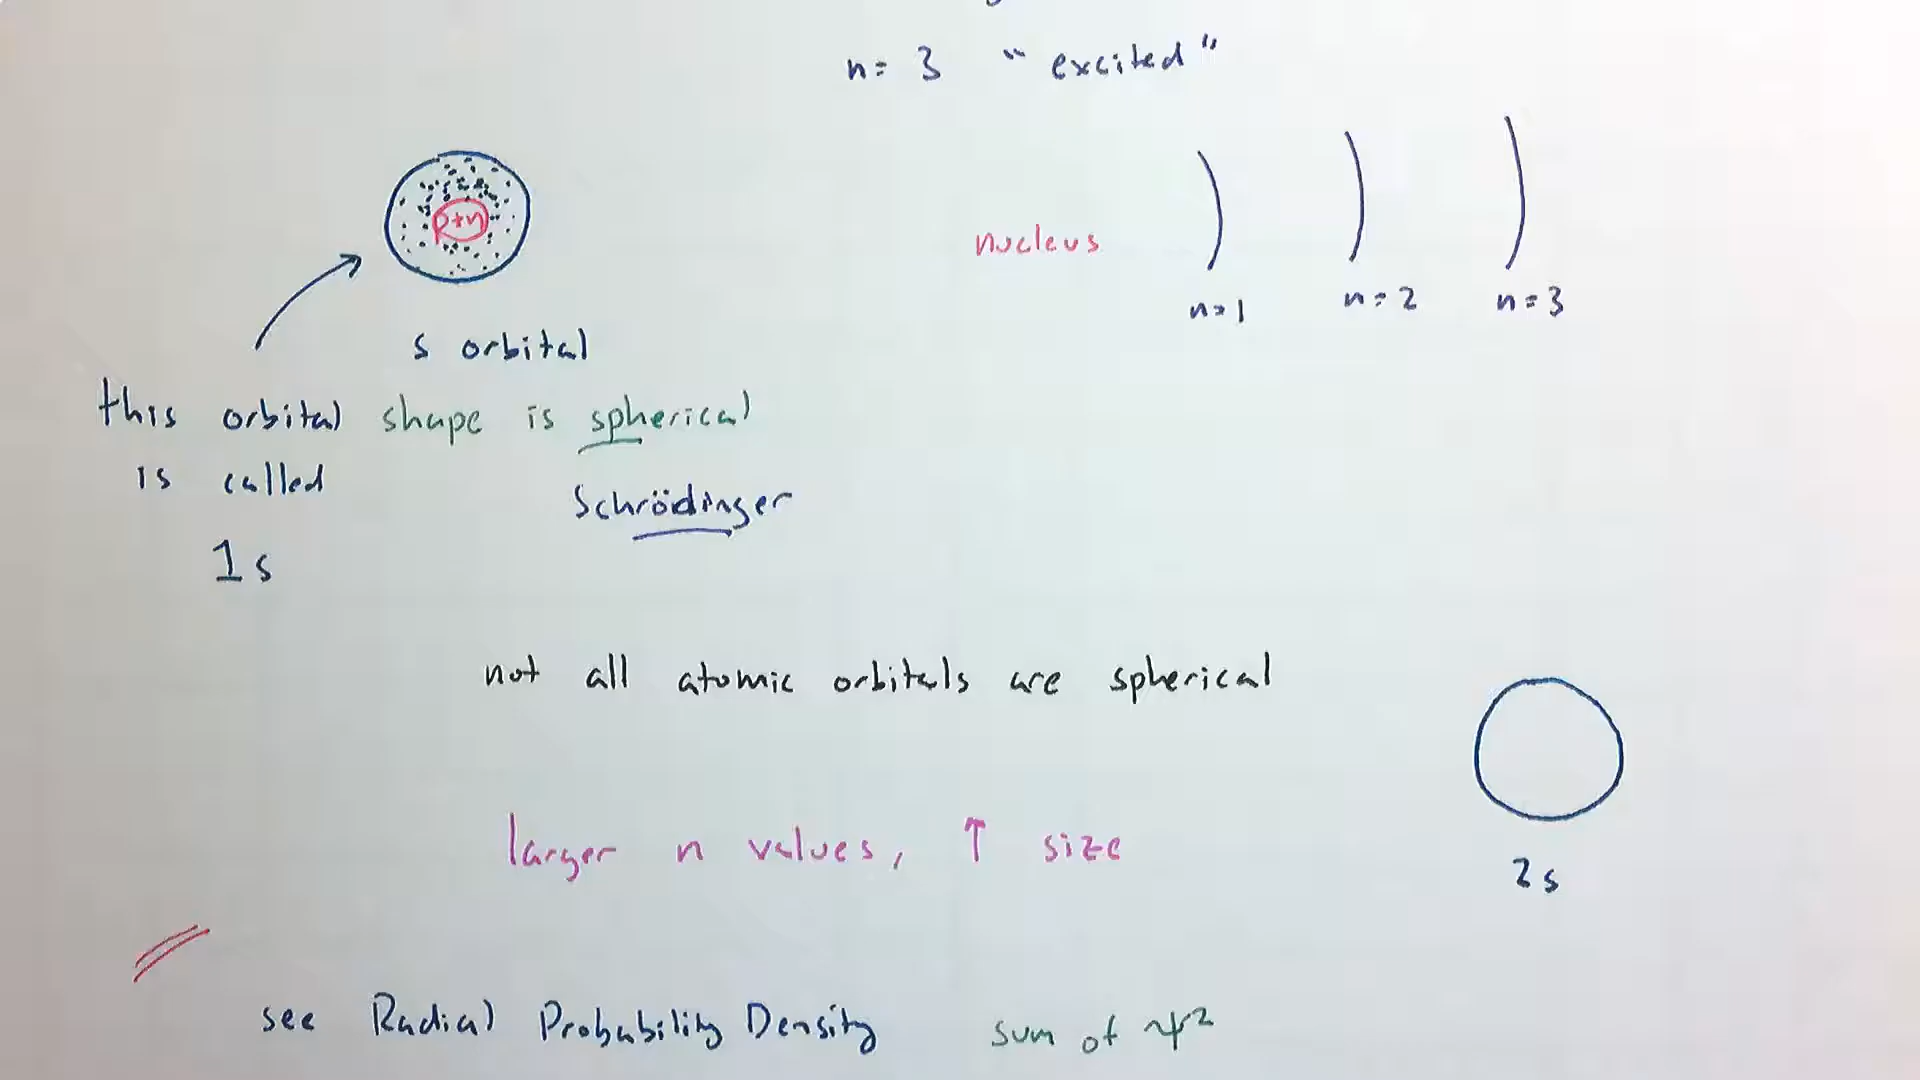 n = 3 "excited"
p+n
nucleus
n=1
n=2
n=3
s orbital
this orbital shape is spherical
is called
Schrödinger
1s
not all atomic orbitals are spherical
larger n values, ↑ size
2s
see Radial Probability Density sum of ψ²